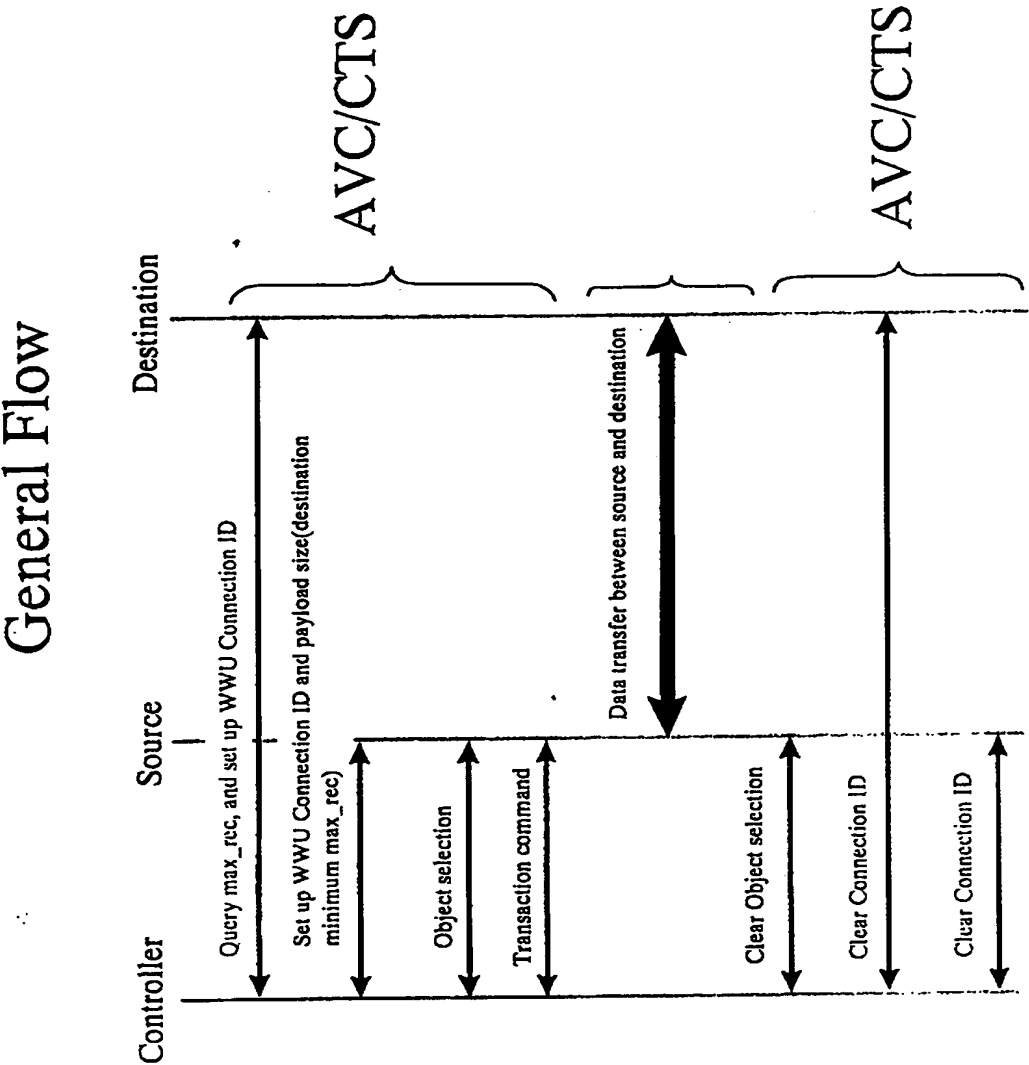 General Flow
Controller
Source
Destination
Query max_rec, and set up WWU Connection ID
Set up WWU Connection ID and payload size(destination
minimum max_rec)
Object selection
Transaction command
AVC/CTS
Data transfer between source and destination
Clear Object selection
Clear Connection ID
Clear Connection ID
AVC/CTS